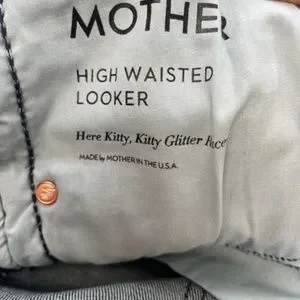 MOTHER
HIGH WAISTED
LOOKER
Here Kitty, Kitty Glitter
MADE by MOTHER IN THE U.S.A.